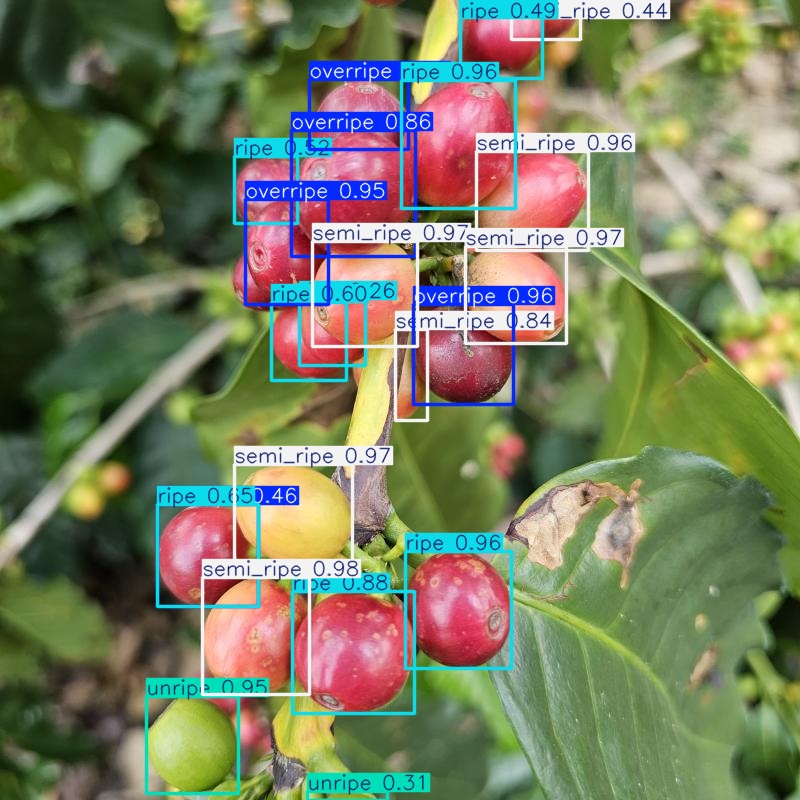 ripe 0.49
_ripe 0.44
overripe
ripe 0.96
overripe 0.86
semi_ripe 0.96
ripe 0.52
overripe 0.95
semi_ripe 0.97
semi_ripe 0.97
ripe 0.60
26
overripe 0.96
semi_ripe 0.84
semi_ripe 0.97
ripe 0.65
0.46
ripe 0.96
semi_ripe 0.98
ripe 0.88
unripe 0.95
unripe 0.31